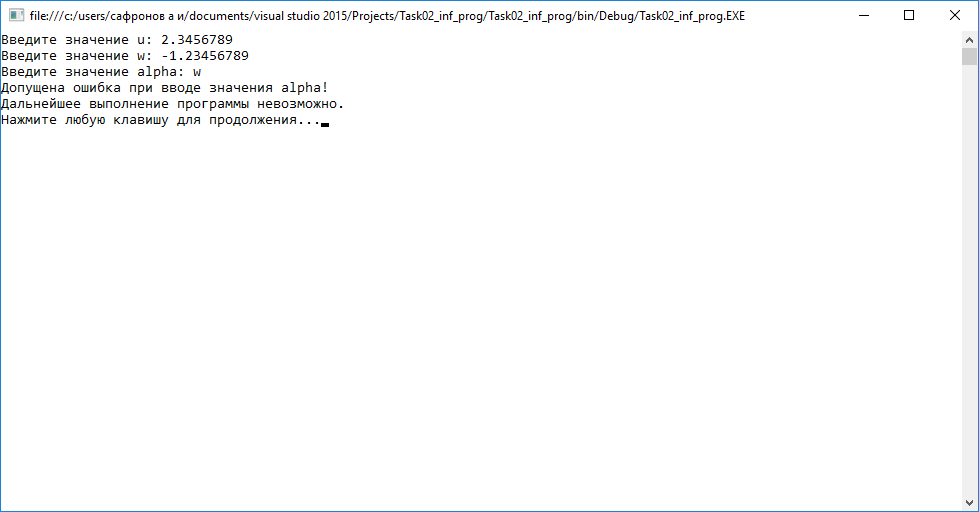 file:///c:/users/сафронов а и/documents/visual studio 2015/Projects/Task02_inf_prog/Task02_inf_prog/bin/Debug/Task02_inf_prog.EXE
Введите значение u: 2.3456789
Введите значение w: -1.23456789
Введите значение alpha: w
Допущена ошибка при вводе значения alpha!
Дальнейшее выполнение программы невозможно.
Нажмите любую клавишу для продолжения...